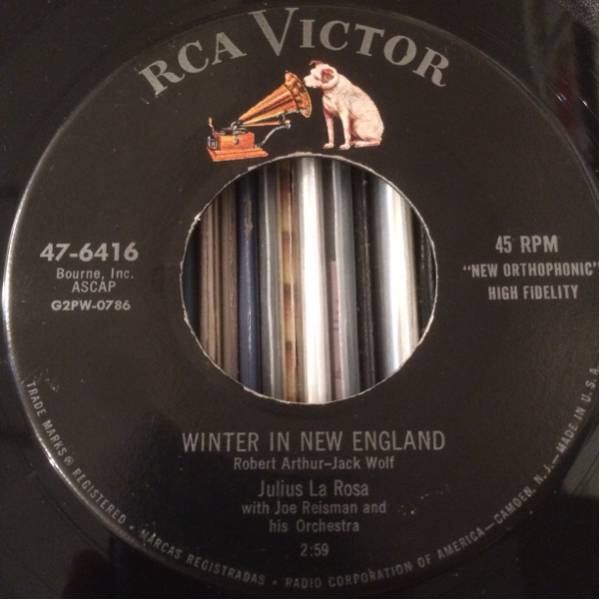 RCA VICTOR
47-6416
Bourne, Inc.
ASCAP
G2PW-0786
45 RPM
"NEW ORTHOPHONIC"
HIGH FIDELITY
WINTER IN NEW ENGLAND
Robert Arthur-Jack Wolf
Julius La Rosa
with Joe Reisman and
his Orchestra
2:59
TRADE MARKS ® REGISTERED • MARCAS REGISTRADAS • RADIO CORPORATION OF AMERICA—CAMDEN, N.J.—MADE IN U.S.A.